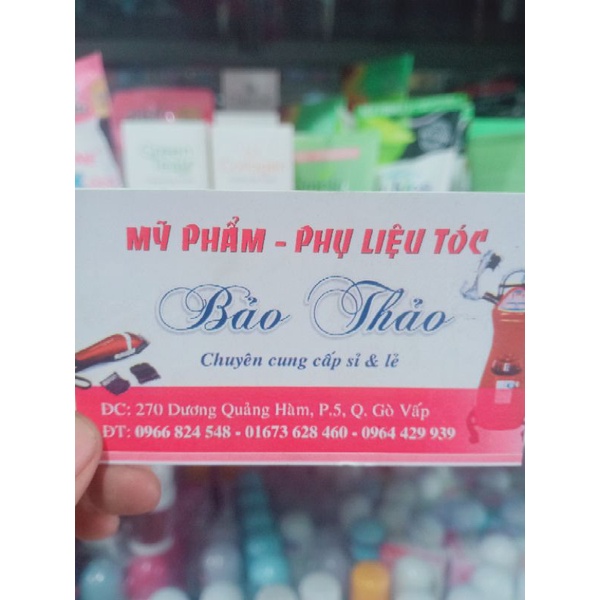 MỸ PHẨM - PHỤ LIỆU TÓC
Bảo Thảo
Chuyên cung cấp sỉ & lẻ
ĐC: 270 Dương Quảng Hàm, P.5, Q. Gò Vấp
ĐT: 0966 824 548 - 01673 628 460 - 0964 429 939